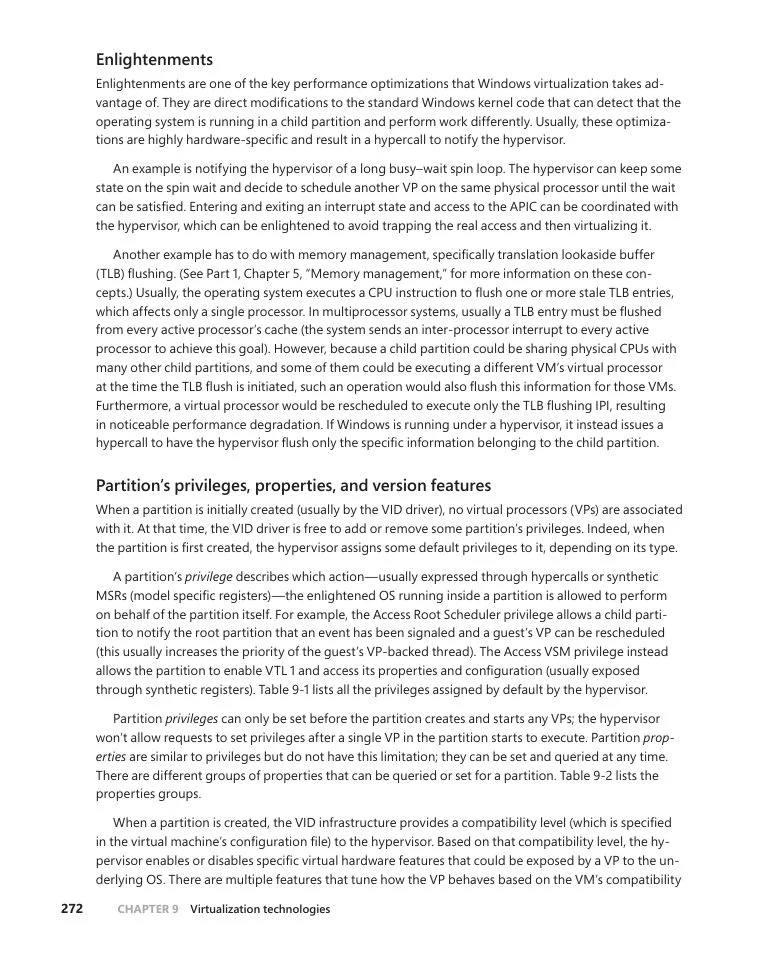 Enlightenments
Enlightenments are one of the key performance optimizations that Windows virtualization takes ad-
vantage of. They are direct modifications to the standard Windows kernel code that can detect that the
operating system is running in a child partition and perform work differently. Usually, these optimiza-
tions are highly hardware-specific and result in a hypercall to notify the hypervisor.
An example is notifying the hypervisor of a long busy–wait spin loop. The hypervisor can keep some
state on the spin wait and decide to schedule another VP on the same physical processor until the wait
can be satisfied. Entering and exiting an interrupt state and access to the APIC can be coordinated with
the hypervisor, which can be enlightened to avoid trapping the real access and then virtualizing it.
Another example has to do with memory management, specifically translation lookaside buffer
(TLB) flushing. (See Part 1, Chapter 5, “Memory management,” for more information on these con-
cepts.) Usually, the operating system executes a CPU instruction to flush one or more stale TLB entries,
which affects only a single processor. In multiprocessor systems, usually a TLB entry must be flushed
from every active processor’s cache (the system sends an inter-processor interrupt to every active
processor to achieve this goal). However, because a child partition could be sharing physical CPUs with
many other child partitions, and some of them could be executing a different VM’s virtual processor
at the time the TLB flush is initiated, such an operation would also flush this information for those VMs.
Furthermore, a virtual processor would be rescheduled to execute only the TLB flushing IPI, resulting
in noticeable performance degradation. If Windows is running under a hypervisor, it instead issues a
hypercall to have the hypervisor flush only the specific information belonging to the child partition.
Partition’s privileges, properties, and version features
When a partition is initially created (usually by the VID driver), no virtual processors (VPs) are associated
with it. At that time, the VID driver is free to add or remove some partition’s privileges. Indeed, when
the partition is first created, the hypervisor assigns some default privileges to it, depending on its type.
A partition’s privilege describes which action—usually expressed through hypercalls or synthetic
MSRs (model specific registers)—the enlightened OS running inside a partition is allowed to perform
on behalf of the partition itself. For example, the Access Root Scheduler privilege allows a child parti-
tion to notify the root partition that an event has been signaled and a guest’s VP can be rescheduled
(this usually increases the priority of the guest’s VP-backed thread). The Access VSM privilege instead
allows the partition to enable VTL 1 and access its properties and configuration (usually exposed
through synthetic registers). Table 9-1 lists all the privileges assigned by default by the hypervisor.
Partition privileges can only be set before the partition creates and starts any VPs; the hypervisor
won’t allow requests to set privileges after a single VP in the partition starts to execute. Partition prop-
erties are similar to privileges but do not have this limitation; they can be set and queried at any time.
There are different groups of properties that can be queried or set for a partition. Table 9-2 lists the
properties groups.
When a partition is created, the VID infrastructure provides a compatibility level (which is specified
in the virtual machine’s configuration file) to the hypervisor. Based on that compatibility level, the hy-
pervisor enables or disables specific virtual hardware features that could be exposed by a VP to the un-
derlying OS. There are multiple features that tune how the VP behaves based on the VM’s compatibility
272 CHAPTER 9 Virtualization technologies